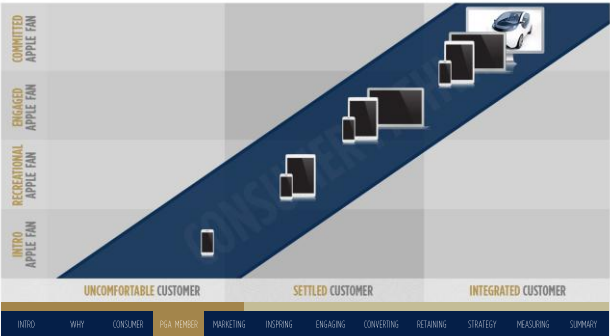 COMMITTED
APPLE FAN
ENGAGED
APPLE FAN
RECREATIONAL
APPLE FAN
INTRO
APPLE FAN
CONSUMER PATHWAY
UNCOMFORTABLE CUSTOMER
SETTLED CUSTOMER
INTEGRATED CUSTOMER
INTRO
WHY
CONSUMER
PGA MEMBER
MARKETING
INSPIRING
ENGAGING
CONVERTING
RETAINING
STRATEGY
MEASURING
SUMMARY